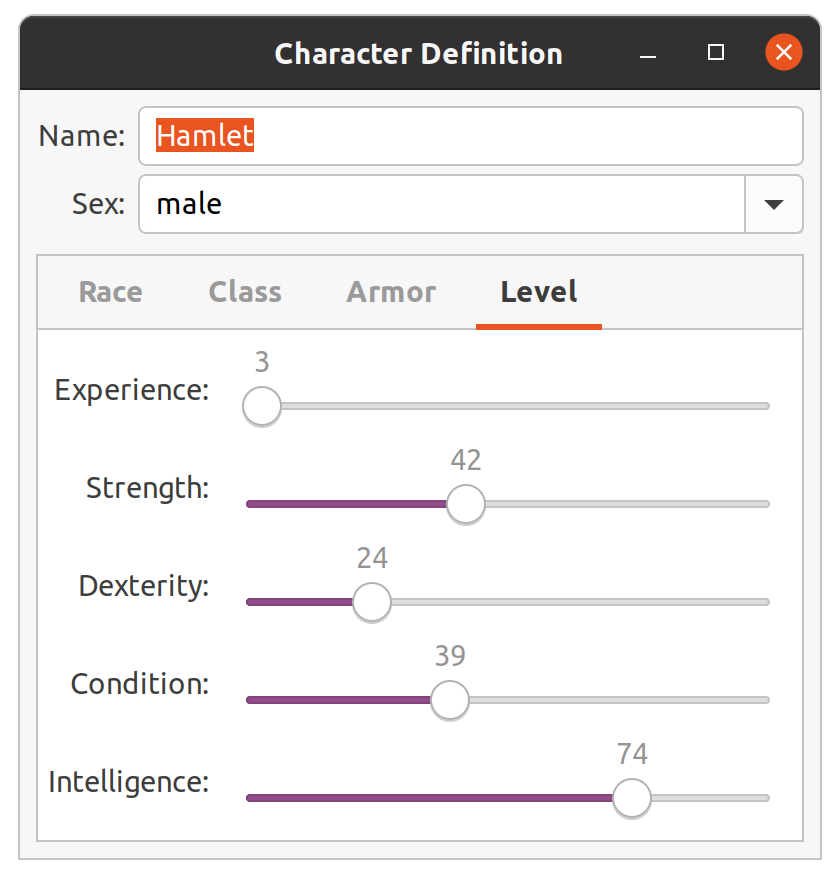 Character Definition
Name: Hamlet
Sex: male
Race Class Armor Level
3
Experience:
42
Strength:
24
Dexterity:
39
Condition:
74
Intelligence: